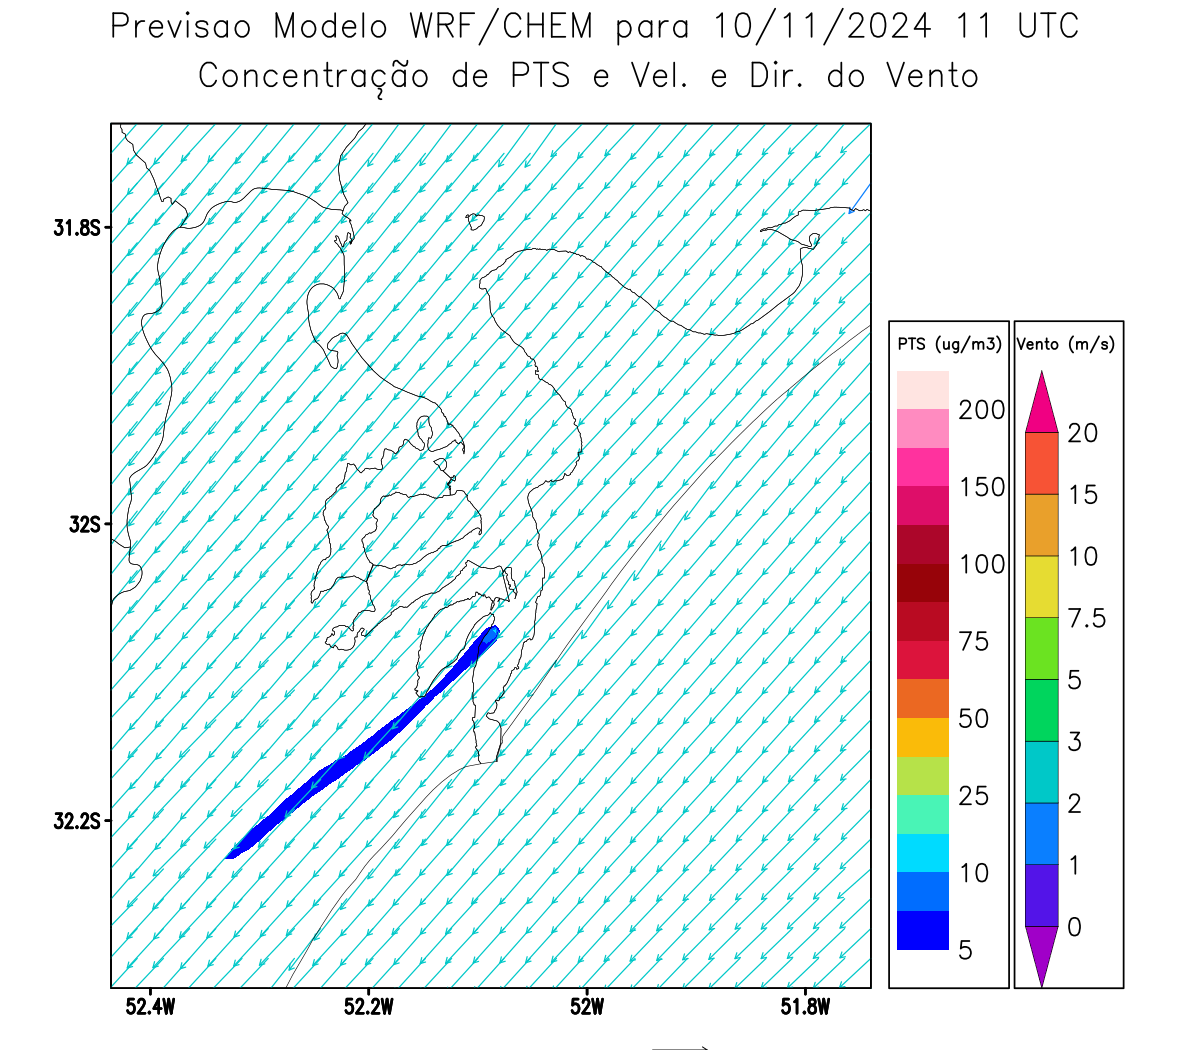 Previsao Modelo WRF/CHEM para 10/11/2024 11 UTC
Concentração de PTS e Vel. e Dir. do Vento
31.8S
32S
32.2S
52.4W
52.2W
52W
51.8W
PTS (ug/m3)
200
150
100
75
50
25
10
5
Vento (m/s)
20
15
10
7.5
5
3
2
1
0